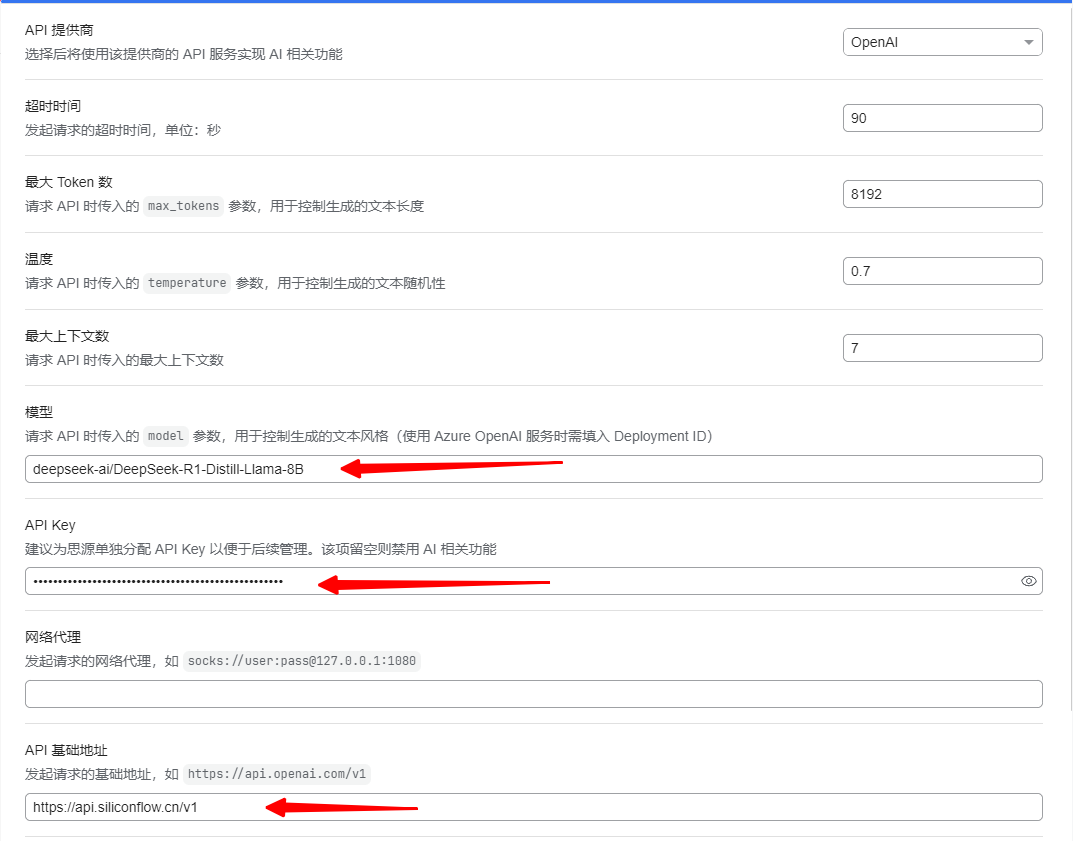 API 提供商
选择后将使用该提供商的 API 服务实现 AI 相关功能
OpenAI
超时时间
发起请求的超时时间，单位：秒
90
最大 Token 数
请求 API 时传入的 max_tokens 参数，用于控制生成的文本长度
8192
温度
请求 API 时传入的 temperature 参数，用于控制生成的文本随机性
0.7
最大上下文数
请求 API 时传入的最大上下文数
7
模型
请求 API 时传入的 model 参数，用于控制生成的文本风格（使用 Azure OpenAI 服务时需填入 Deployment ID）
deepseek-ai/DeepSeek-R1-Distill-Llama-8B
API Key
建议为思源单独分配 API Key 以便于后续管理。该项留空则禁用 AI 相关功能
网络代理
发起请求的网络代理，如 socks://user:pass@127.0.0.1:1080
API 基础地址
发起请求的基础地址，如 https://api.openai.com/v1
https://api.siliconflow.cn/v1